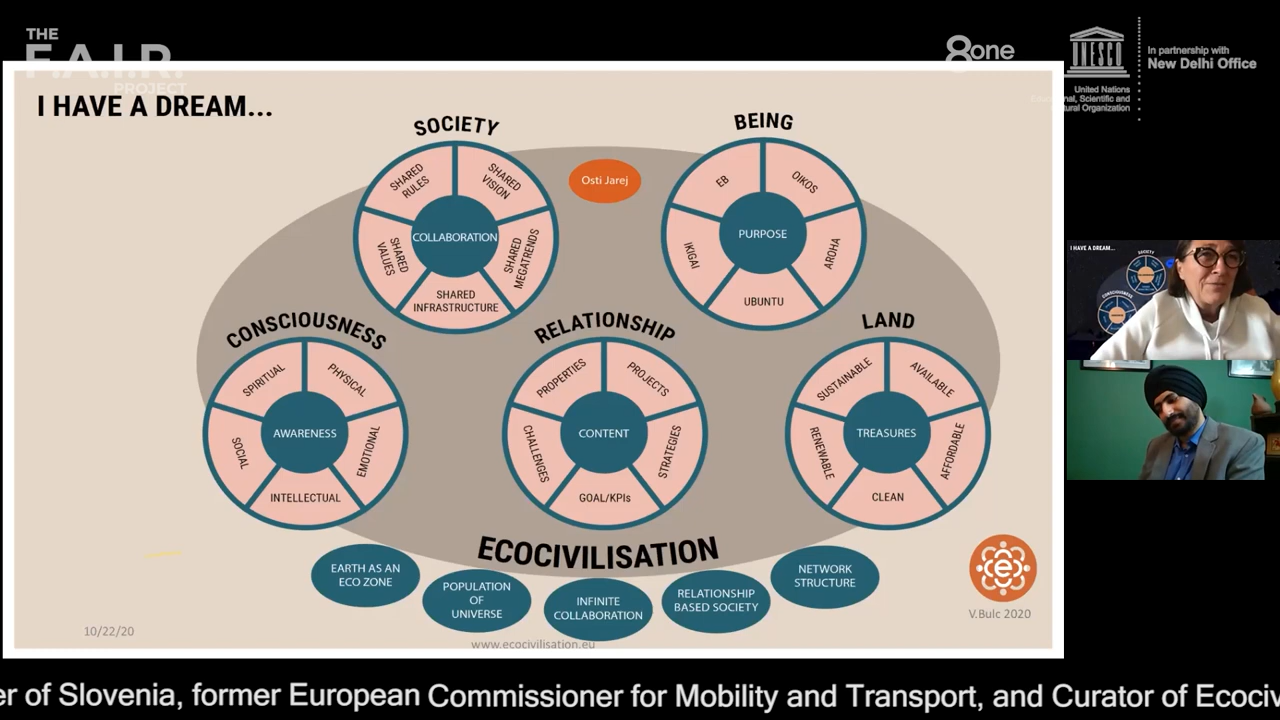 THE
F.A.I.R.
PROJECT
8one
UNESCO
In partnership with
New Delhi Office
United Nations
Scientific and
Organization
I HAVE A DREAM...
SOCIETY
SHARED
RULES
SHARED
VISION
SHARED
VALUES
SHARED
MEGATRENDS
SHARED
INFRASTRUCTURE
COLLABORATION
Osti Jarej
BEING
EB
OIKOS
IKIGAI
AROHA
UBUNTU
PURPOSE
CONSCIOUSNESS
SPIRITUAL
PHYSICAL
SOCIAL
EMOTIONAL
INTELLECTUAL
AWARENESS
RELATIONSHIP
PROPERTIES
PROJECTS
CHALLENGES
STRATEGIES
GOAL/KPIs
CONTENT
LAND
SUSTAINABLE
AVAILABLE
RENEWABLE
AFFORDABLE
CLEAN
TREASURES
ECOCIVILISATION
EARTH AS AN
ECO ZONE
POPULATION
OF
UNIVERSE
INFINITE
COLLABORATION
RELATIONSHIP
BASED SOCIETY
NETWORK
STRUCTURE
e
V.Bulc 2020
10/22/20
www.ecocivilisation.eu
I HAVE A DREAM...
er of Slovenia, former European Commissioner for Mobility and Transport, and Curator of Ecociv